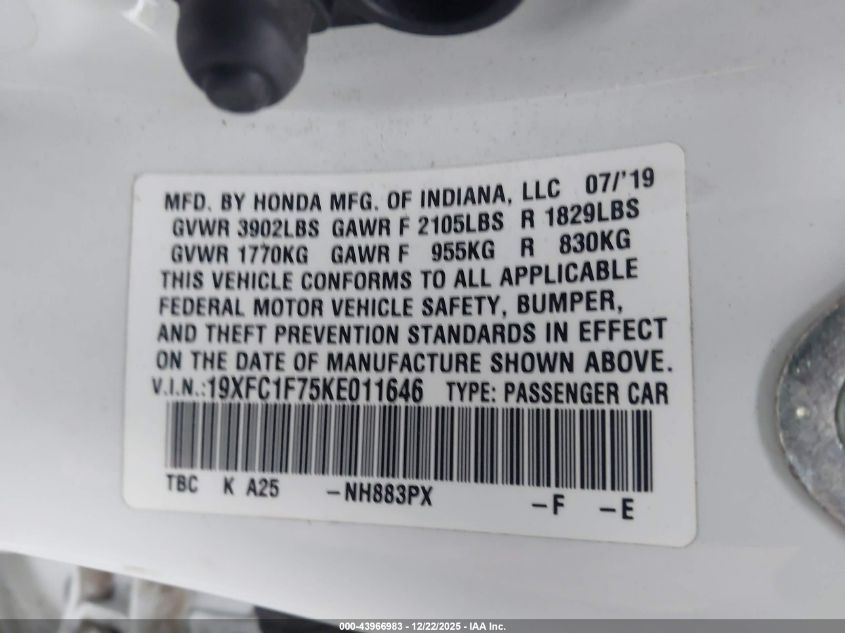 MFD. BY HONDA MFG. OF INDIANA, LLC 07/'19
GVWR 3902LBS GAWR F 2105LBS R 1829LBS
GVWR 1770KG GAWR F 955KG R 830KG
THIS VEHICLE CONFORMS TO ALL APPLICABLE
FEDERAL MOTOR VEHICLE SAFETY, BUMPER,
AND THEFT PREVENTION STANDARDS IN EFFECT
ON THE DATE OF MANUFACTURE SHOWN ABOVE.
V.I.N.:19XFC1F75KE011646 TYPE: PASSENGER CAR
TBC K A25 -NH883PX -F -E
000-43966983 - 12/22/2025 - IAA Inc.